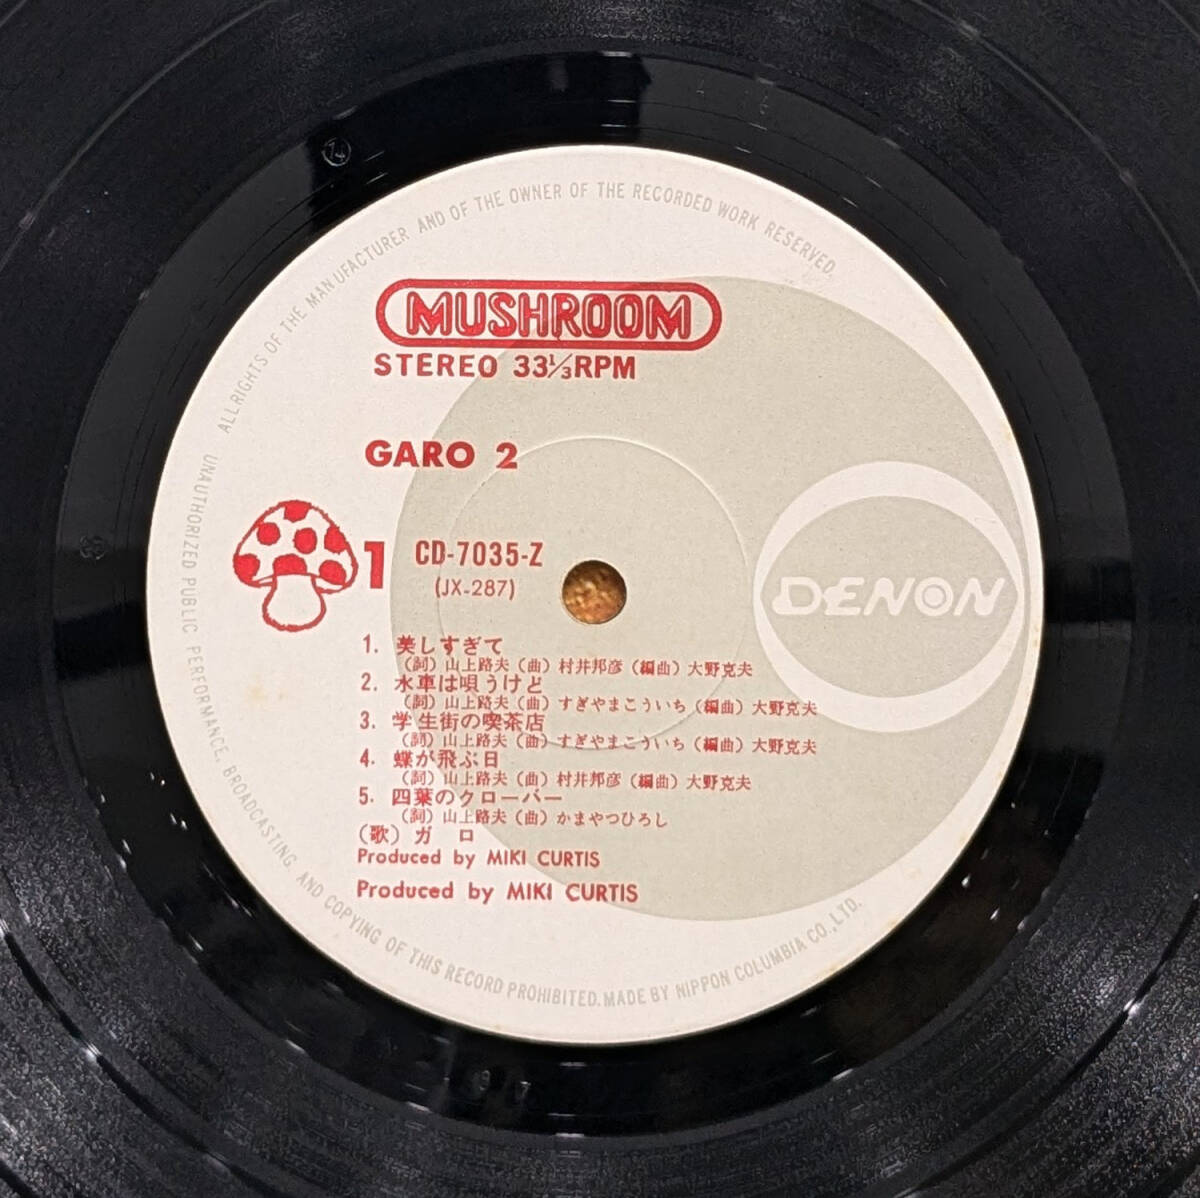 ALL RIGHTS OF THE MANUFACTURER AND OF THE OWNER OF THE RECORDED WORK RESERVED.
MUSHROOM
STEREO 33⅓RPM
GARO 2
1
CD-7035-Z
(JX-287)
DENON
1. 美しすぎて
(詞)山上路夫(曲)村井邦彦(編曲)大野克夫
2. 水車は唄うけど
(詞)山上路夫(曲)すぎやまこういち(編曲)大野克夫
3. 学生街の喫茶店
(詞)山上路夫(曲)すぎやまこういち(編曲)大野克夫
4. 蝶が飛ぶ日
(詞)山上路夫(曲)村井邦彦(編曲)大野克夫
5. 四葉のクローバー
(詞)山上路夫(曲)かまやつひろし
(歌)ガ ロ
Produced by MIKI CURTIS
Produced by MIKI CURTIS
UNAUTHORIZED PUBLIC PERFORMANCE, BROADCASTING, AND COPYING OF THIS RECORD PROHIBITED. MADE BY NIPPON COLUMBIA CO., LTD.